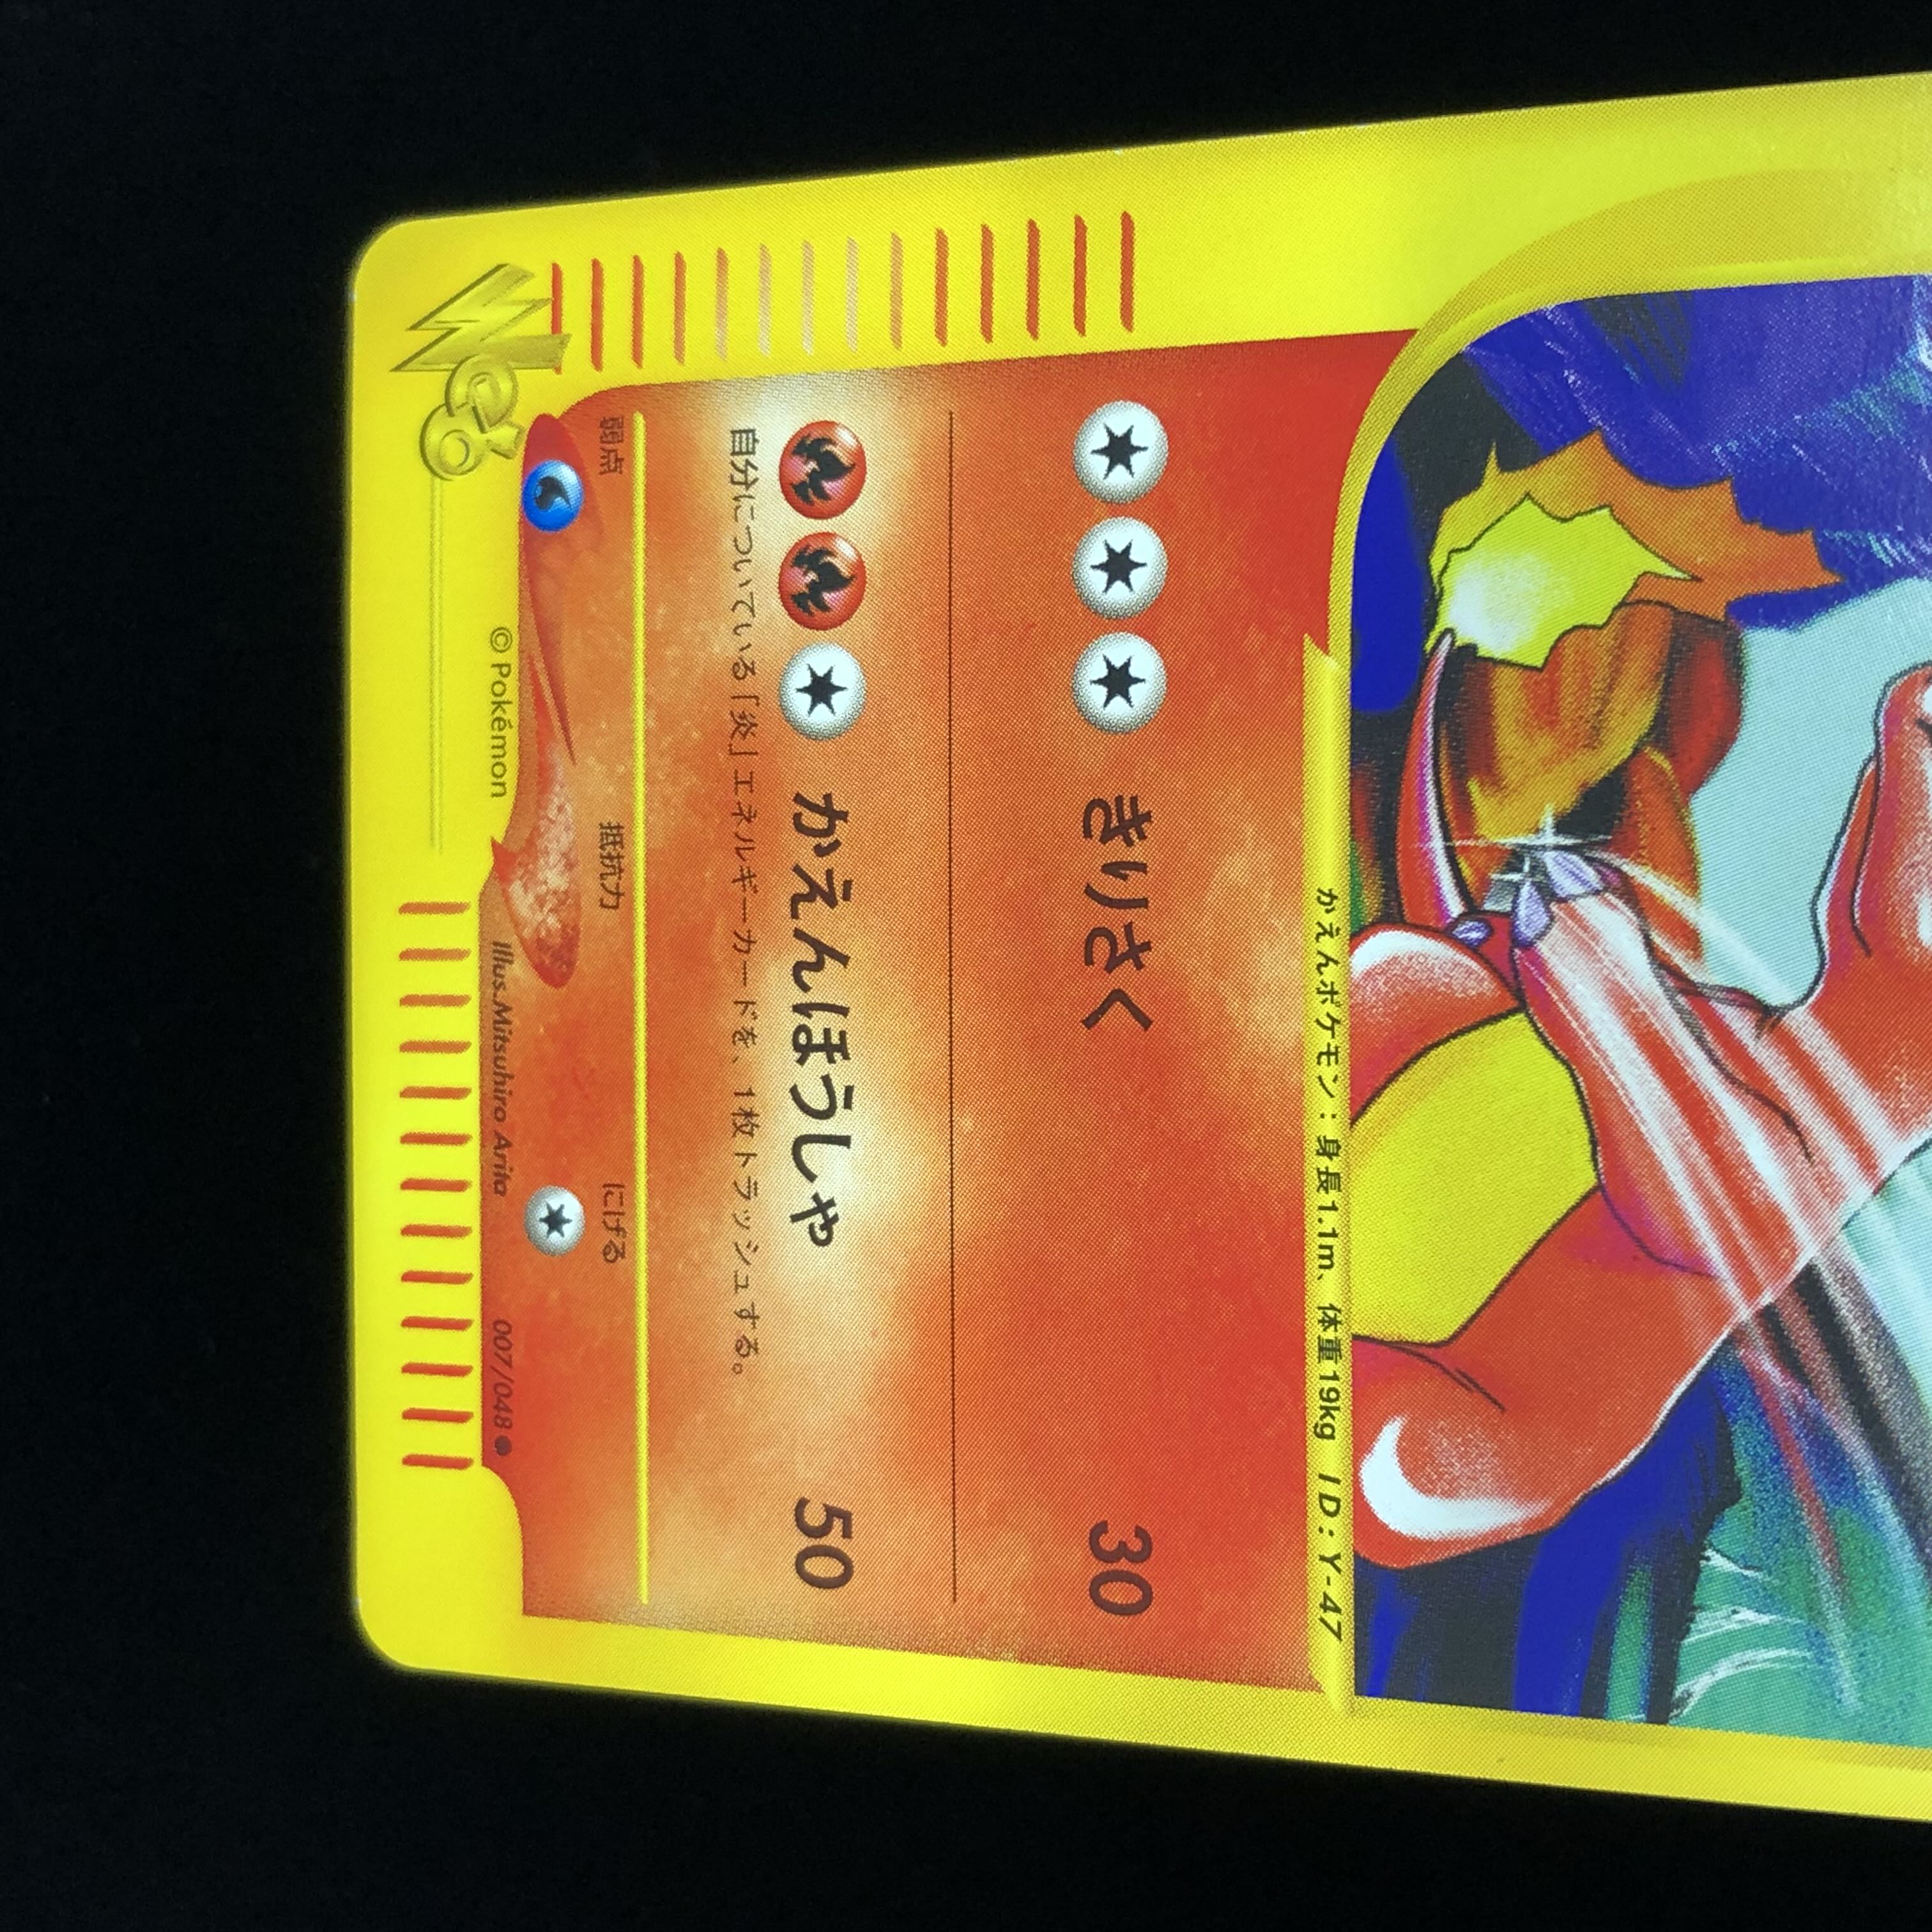 かえんポケモン：身長1.1m、体重19kg ID：Y-47
きりさく 30
かえんほうしゃ 50
自分についている「炎」エネルギーカードを、1枚トラッシュする。
弱点 抵抗力 にげる
© Pokémon Illus.Mitsuhiro Arita 007/048●
Web